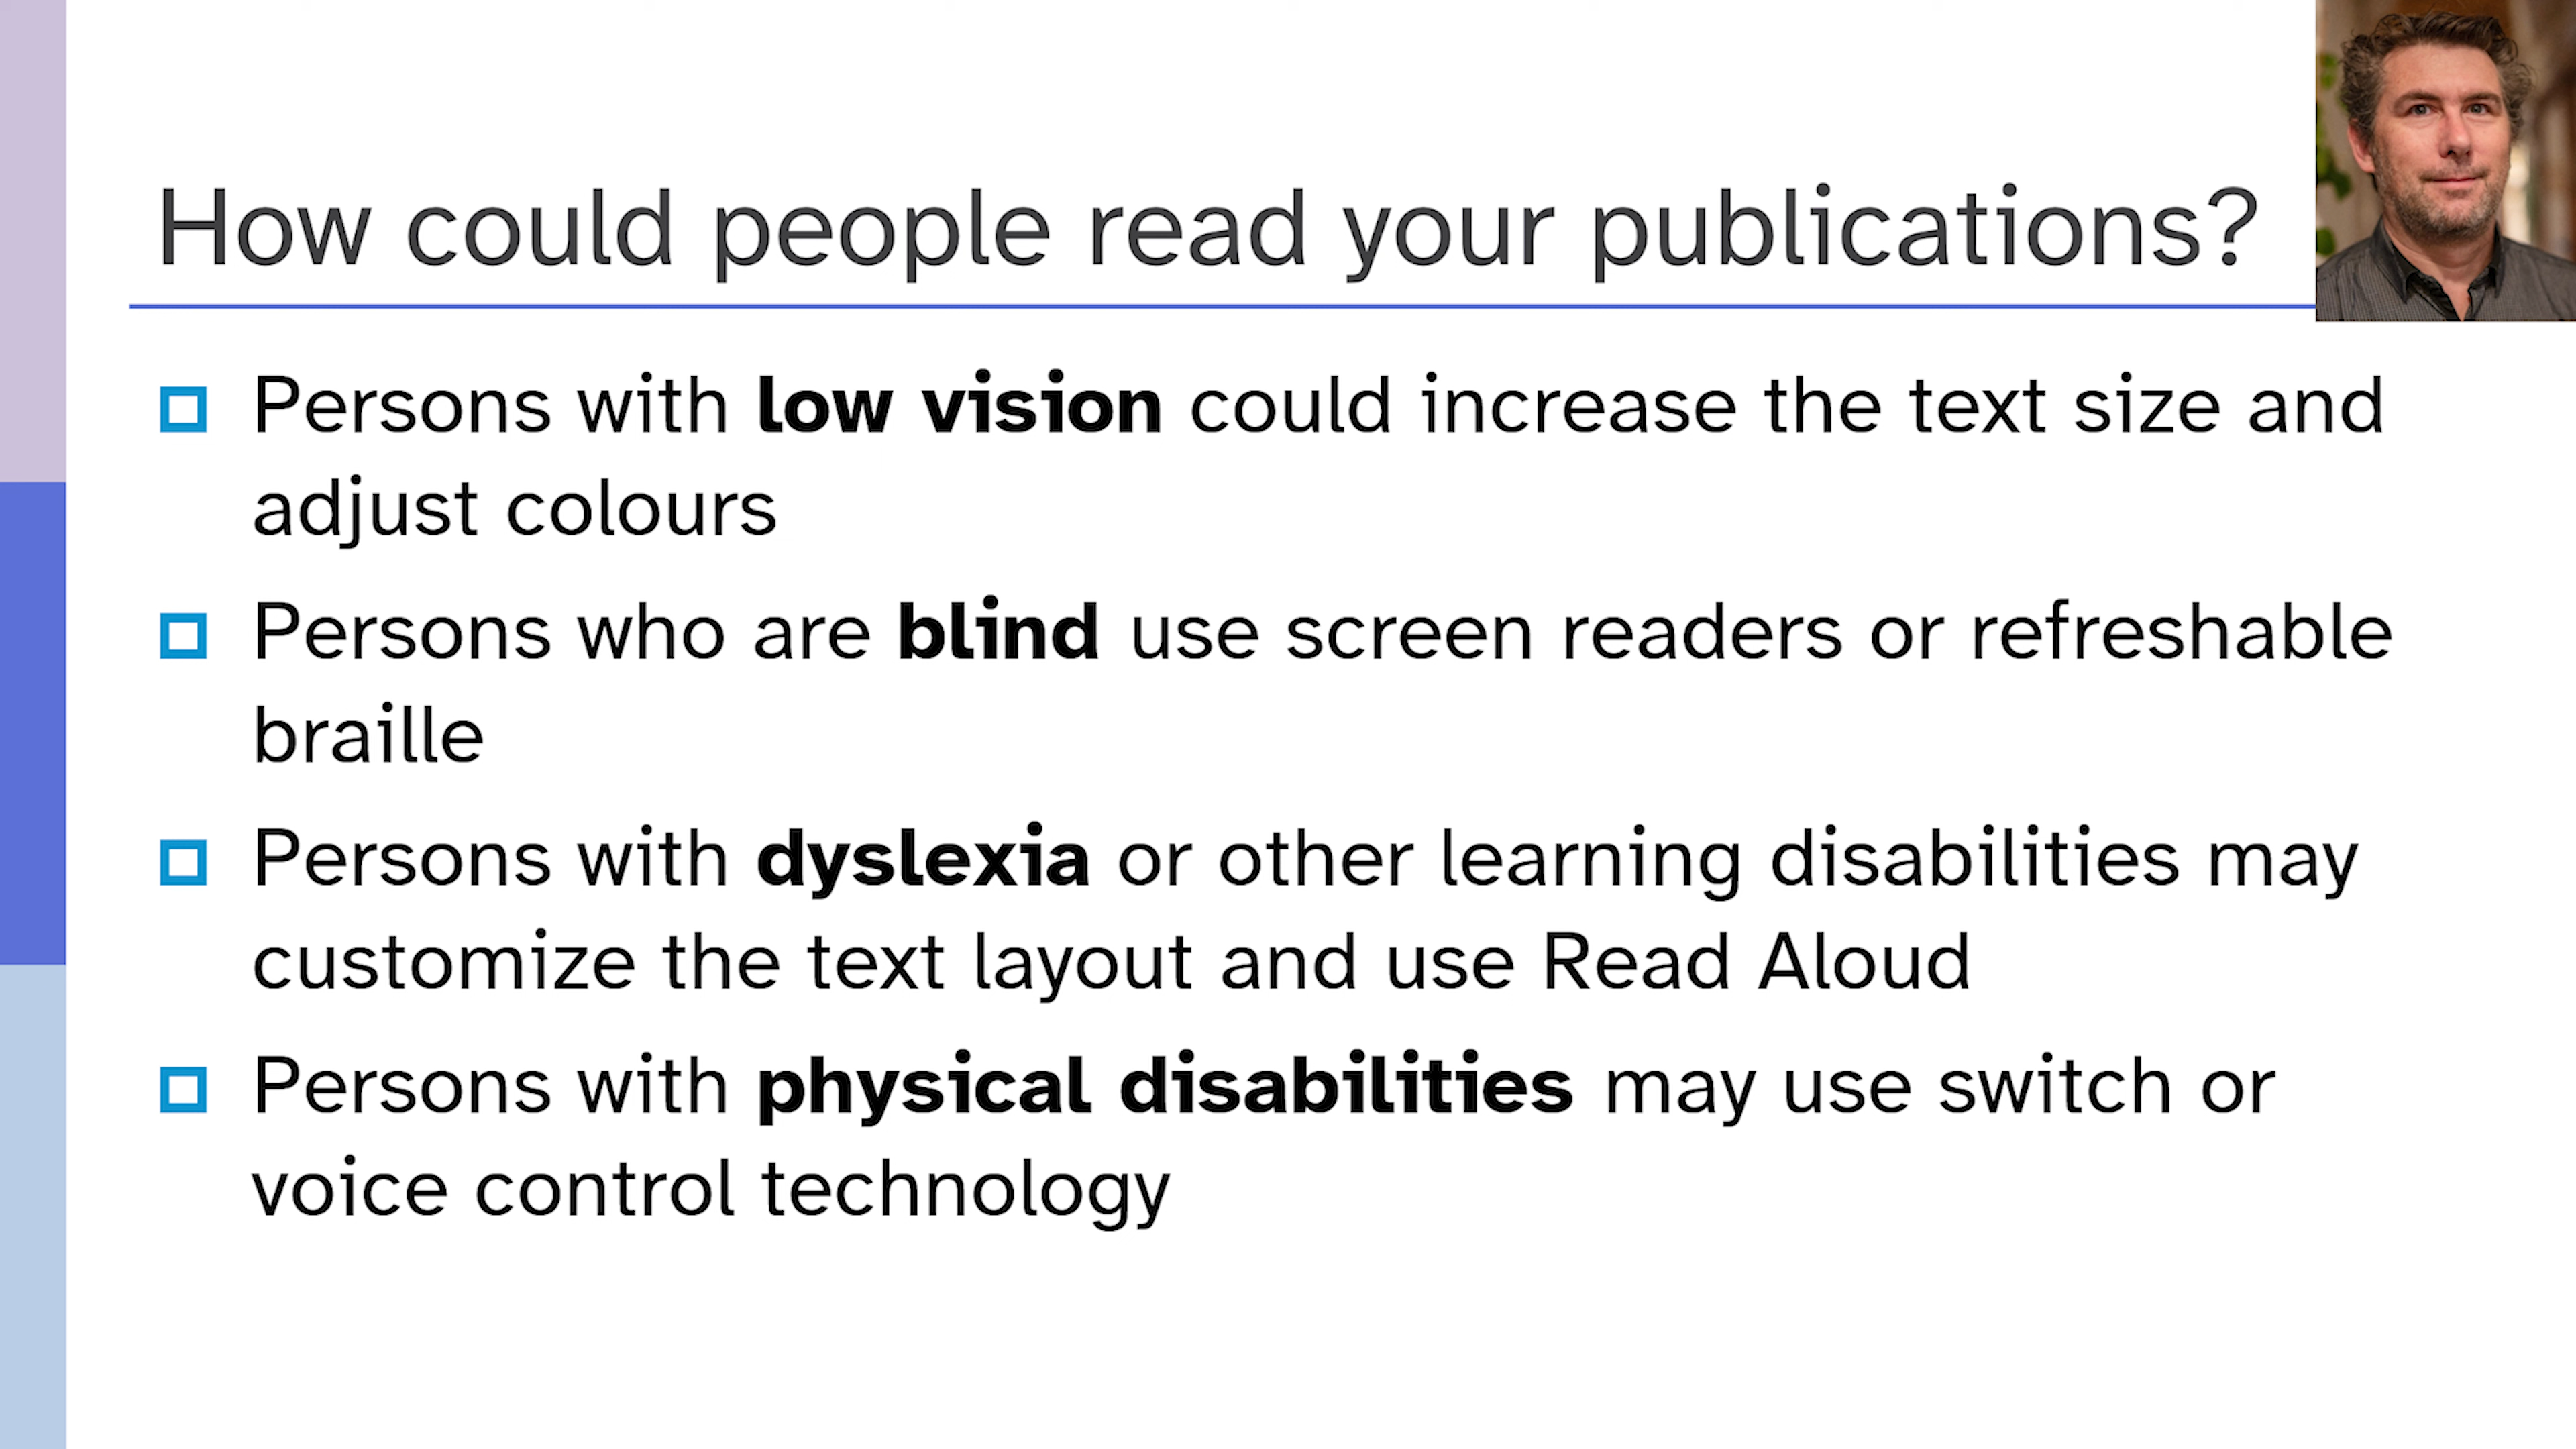 How could people read your publications?
Persons with low vision could increase the text size and
adjust colours
Persons who are blind use screen readers or refreshable
braille
Persons with dyslexia or other learning disabilities may
customize the text layout and use Read Aloud
Persons with physical disabilities may use switch or
voice control technology